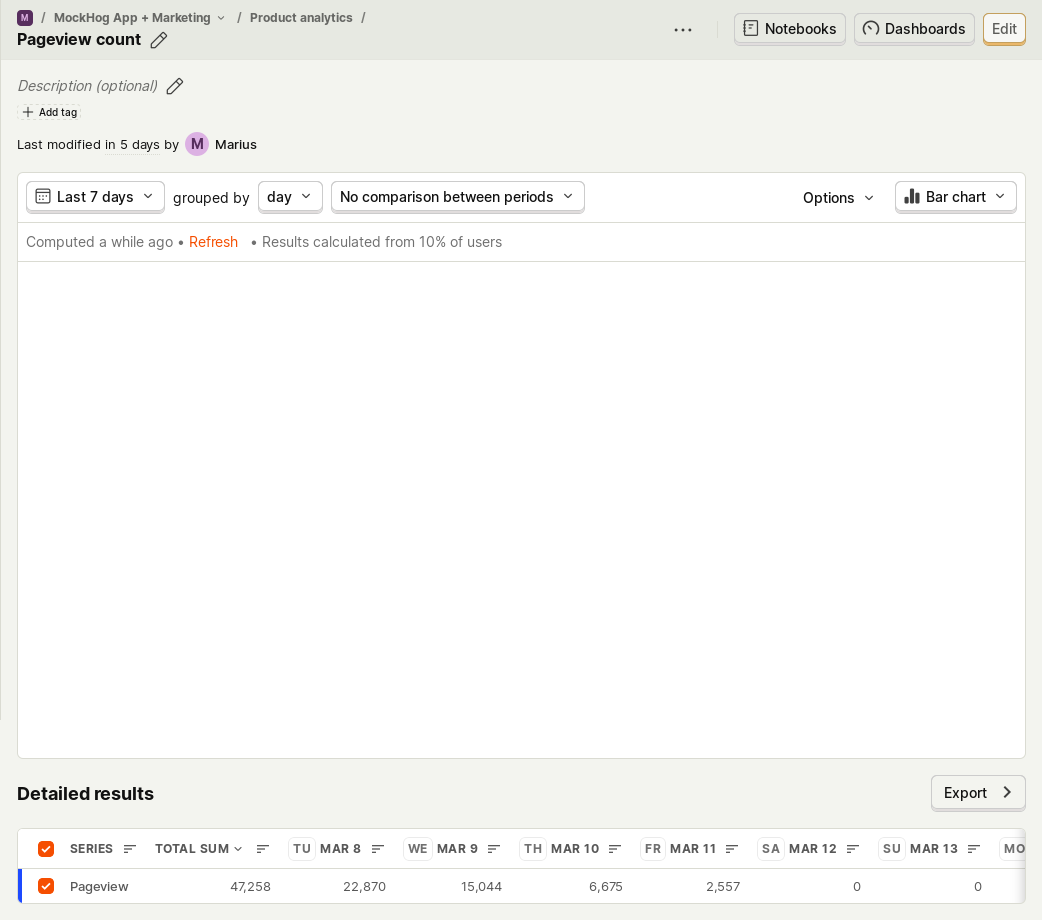 M / MockHog App + Marketing / Product analytics /
Pageview count
Notebooks Dashboards Edit
Description (optional)
+ Add tag
Last modified in 5 days by M Marius
Last 7 days grouped by day No comparison between periods Options Bar chart
Computed a while ago • Refresh • Results calculated from 10% of users
Detailed results
Export
SERIES TOTAL SUM TU MAR 8 WE MAR 9 TH MAR 10 FR MAR 11 SA MAR 12 SU MAR 13 MO
Pageview 47,258 22,870 15,044 6,675 2,557 0 0